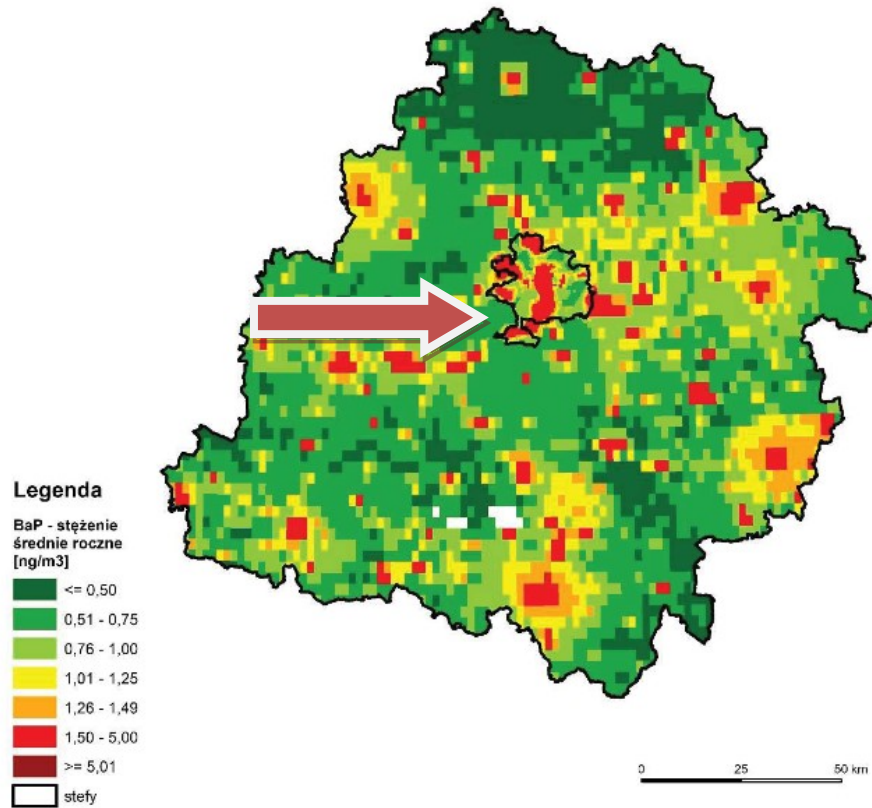 Legenda
BaP - stężenie
średnie roczne
[ng/m3]
<= 0,50
0,51 - 0,75
0,76 - 1,00
1,01 - 1,25
1,26 - 1,49
1,50 - 5,00
>= 5,01
stefy
0 25 50 km